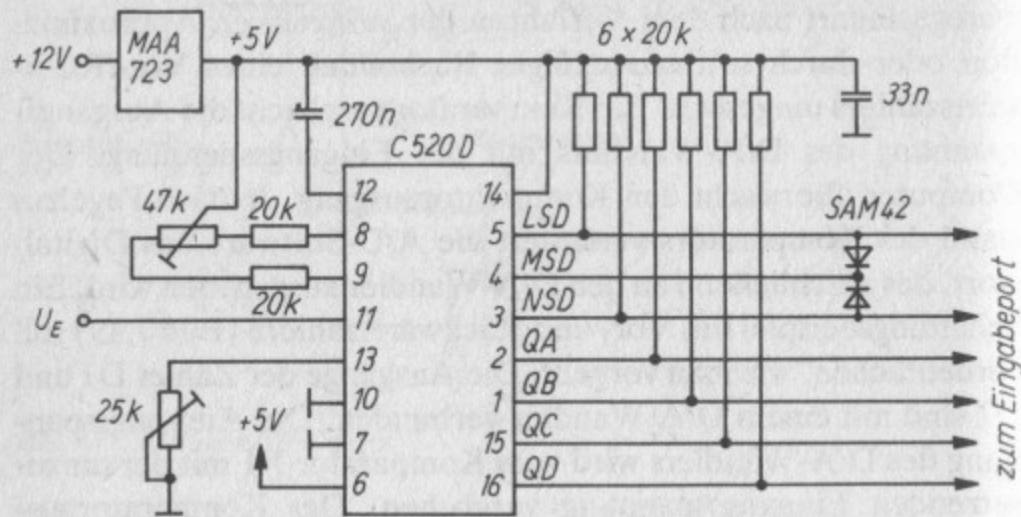 +12V
MAA
723
+5V
6 × 20k
270n
33n
C520D
47k
20k
20k
UE
25k
+5V
12
8
9
11
13
10
7
6
14
5
4
3
2
1
15
16
LSD
MSD
NSD
QA
QB
QC
QD
SAM42
zum Eingabeport